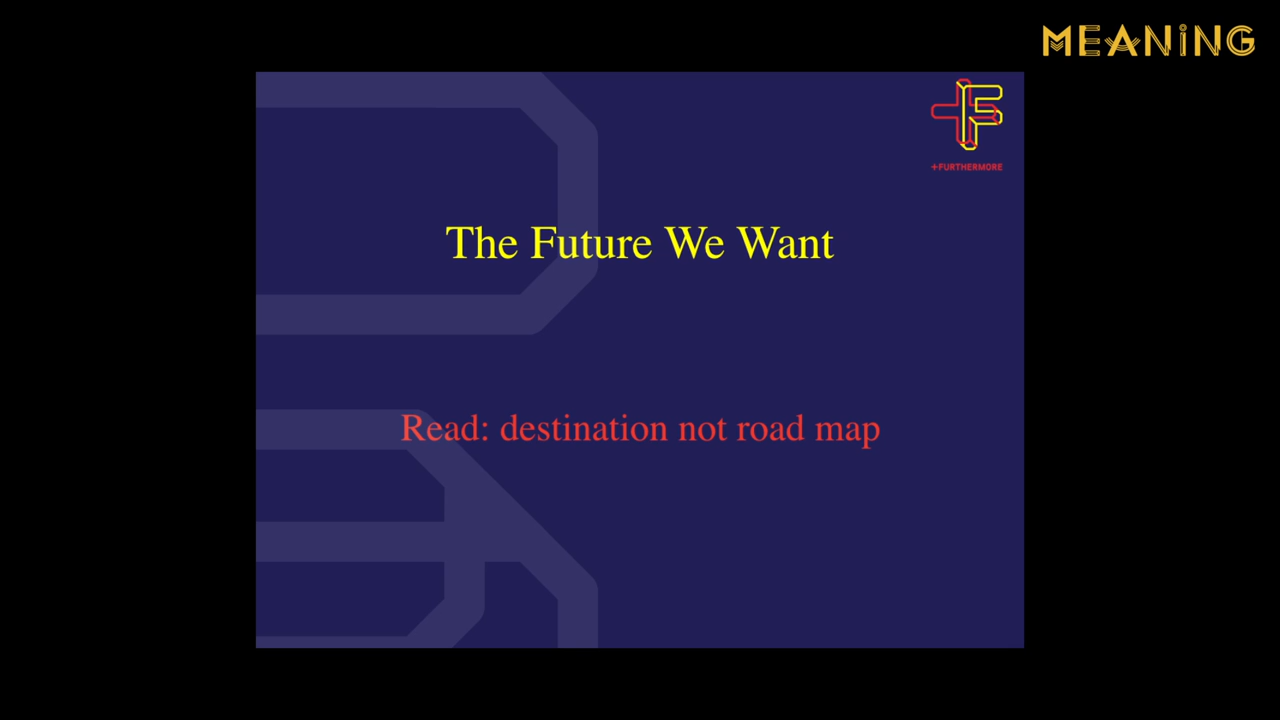 MEANiNG
+FURTHERMORE
The Future We Want
Read: destination not road map